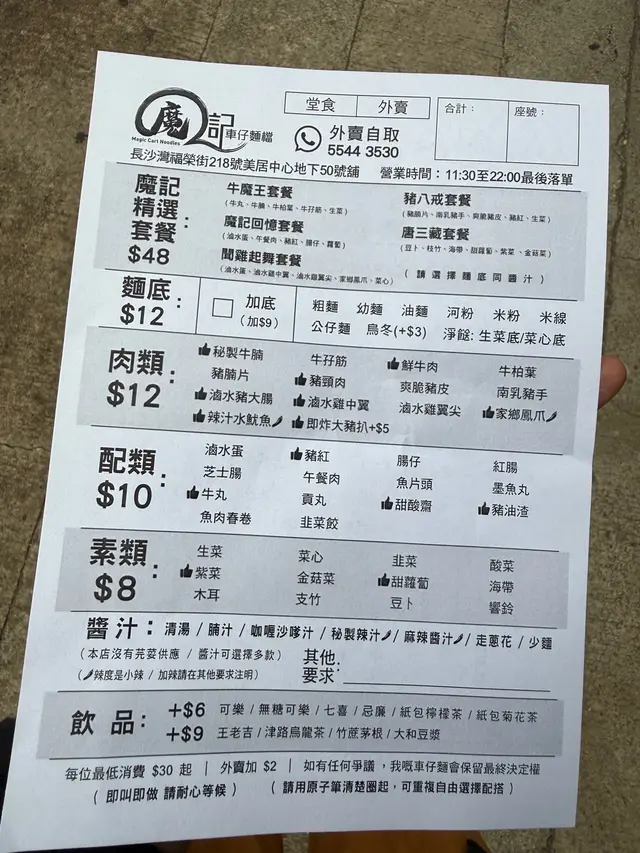 堂食 外賣 合計： 座號：
魔記車仔麵檔
Magic Cart Noodles
外賣自取
5544 3530
長沙灣福榮街218號美居中心地下50號舖 營業時間：11:30至22:00最後落單
魔記精選套餐 $48
牛魔王套餐 豬八戒套餐
(牛丸、牛腩、牛柏葉、牛孖筋、生菜) (豬腩片、南乳豬手、爽脆豬皮、豬紅、生菜)
魔記回憶套餐 唐三藏套餐
(滷水蛋、午餐肉、豬紅、腸仔、蘿蔔) (豆卜、枝竹、海帶、甜蘿蔔、紫菜、金菇菜)
聞雞起舞套餐
(滷水蛋、滷水雞中翼、滷水雞翼尖、家鄉鳳爪、菜心) (請選擇麵底同醬汁)
麵底： $12
加底 (加$9)
粗麵 幼麵 油麵 河粉 米粉 米線
公仔麵 烏冬(+$3) 淨餸: 生菜底/菜心底
肉類： $12
秘製牛腩 牛孖筋 鮮牛肉 牛柏葉
豬腩片 豬頸肉 爽脆豬皮 南乳豬手
滷水豬大腸 滷水雞中翼 滷水雞翼尖 家鄉鳳爪
辣汁水魷魚 即炸大豬扒+$5
配類： $10
滷水蛋 豬紅 腸仔 紅腸
芝士腸 午餐肉 魚片頭 墨魚丸
牛丸 貢丸 甜酸齋 豬油渣
魚肉春卷 韭菜餃
素類： $8
生菜 菜心 韭菜 酸菜
紫菜 金菇菜 甜蘿蔔 海帶
木耳 支竹 豆卜 響鈴
醬汁：清湯 / 腩汁 / 咖喱沙嗲汁 / 秘製辣汁 / 麻辣醬汁 / 走蔥花 / 少麵
(本店沒有芫荽供應 / 醬汁可選擇多款) 其他要求:
(辣度是小辣 / 加辣請在其他要求注明)
飲品： +$6 可樂 / 無糖可樂 / 七喜 / 忌廉 / 紙包檸檬茶 / 紙包菊花茶
+$9 王老吉 / 津路烏龍茶 / 竹蔗茅根 / 大和豆漿
每位最低消費 $30 起 | 外賣加 $2 | 如有任何爭議，我嘅車仔麵會保留最終決定權
(即叫即做 請耐心等候) (請用原子筆清楚圈起，可重複自由選擇配搭)